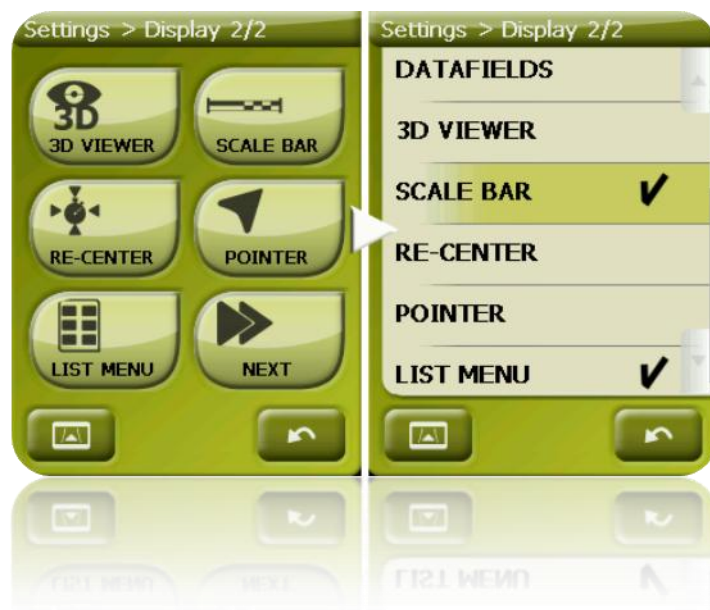 Settings > Display 2/2
3D
3D VIEWER
SCALE BAR
RE-CENTER
POINTER
LIST MENU
NEXT
Settings > Display 2/2
DATAFIELDS
3D VIEWER
SCALE BAR
RE-CENTER
POINTER
LIST MENU